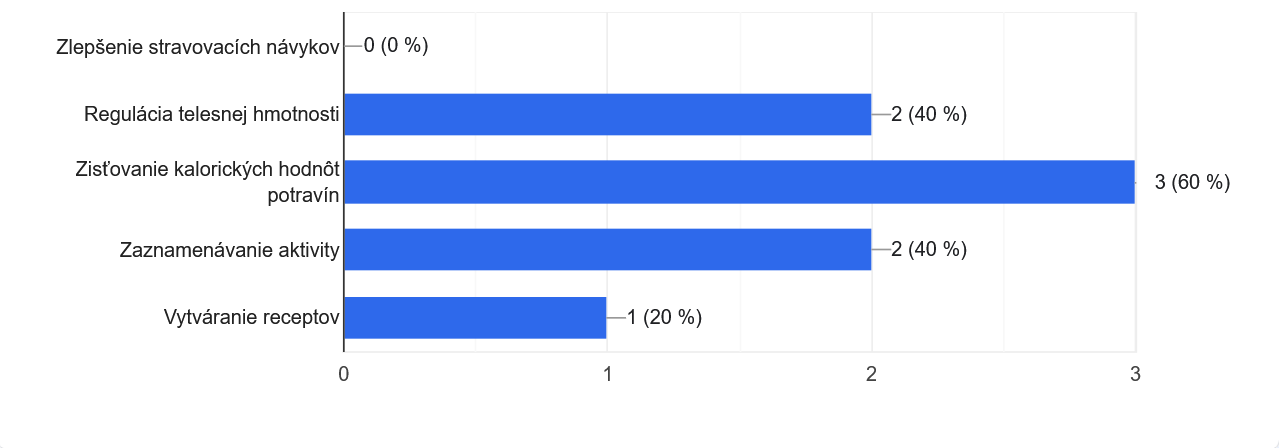 Zlepšenie stravovacích návykov 0 (0 %)
Regulácia telesnej hmotnosti 2 (40 %)
Zisťovanie kalorických hodnôt
potravín 3 (60 %)
Zaznamenávanie aktivity 2 (40 %)
Vytváranie receptov 1 (20 %)
0 1 2 3